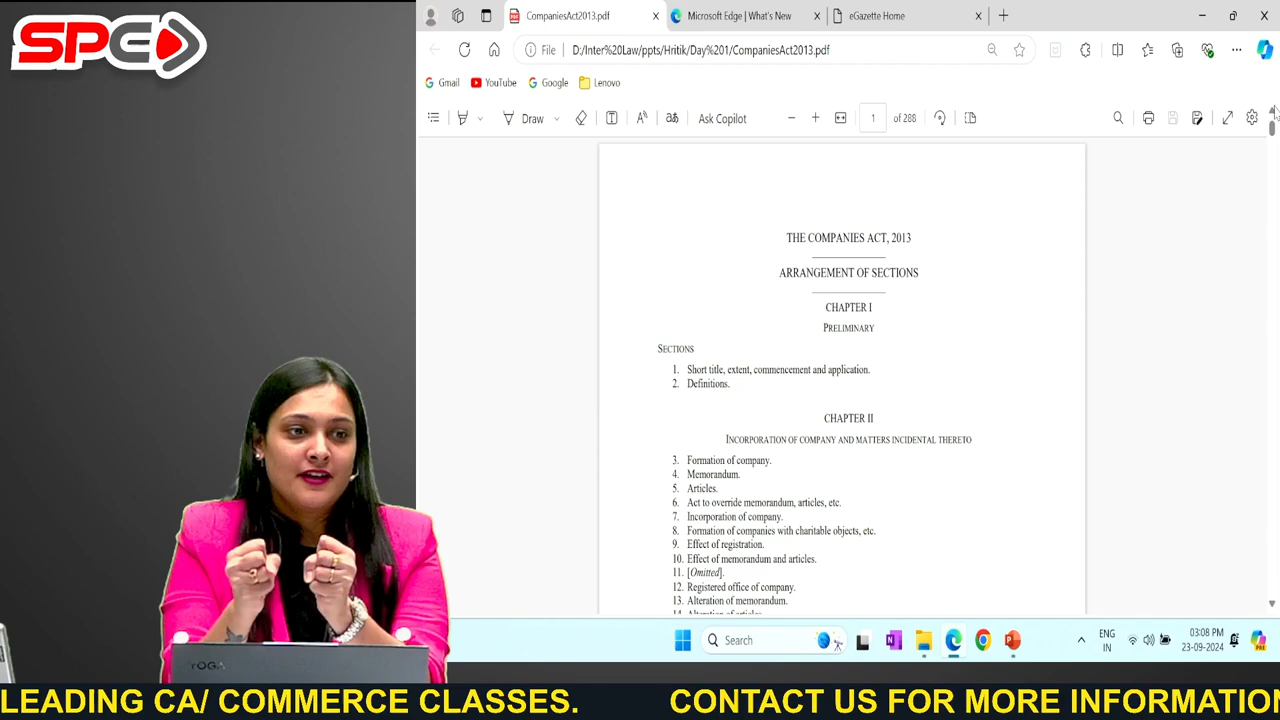 SPC
CompaniesAct2013.pdf
Microsoft Edge | What's New
eGazette Home
File
D:/Inter%20Law/ppts/Hritik/Day%201/CompaniesAct2013.pdf
Gmail
YouTube
Google
Lenovo
Draw
aあ
Ask Copilot
1
of 288
THE COMPANIES ACT, 2013
ARRANGEMENT OF SECTIONS
CHAPTER I
PRELIMINARY
SECTIONS
1. Short title, extent, commencement and application.
2. Definitions.
CHAPTER II
INCORPORATION OF COMPANY AND MATTERS INCIDENTAL THERETO
3. Formation of company.
4. Memorandum.
5. Articles.
6. Act to override memorandum, articles, etc.
7. Incorporation of company.
8. Formation of companies with charitable objects, etc.
9. Effect of registration.
10. Effect of memorandum and articles.
11. [Omitted].
12. Registered office of company.
13. Alteration of memorandum.
14. Alteration of articles.
Search
ENG
IN
03:08 PM
23-09-2024
YOGA
LEADING CA/ COMMERCE CLASSES.
CONTACT US FOR MORE INFORMATION